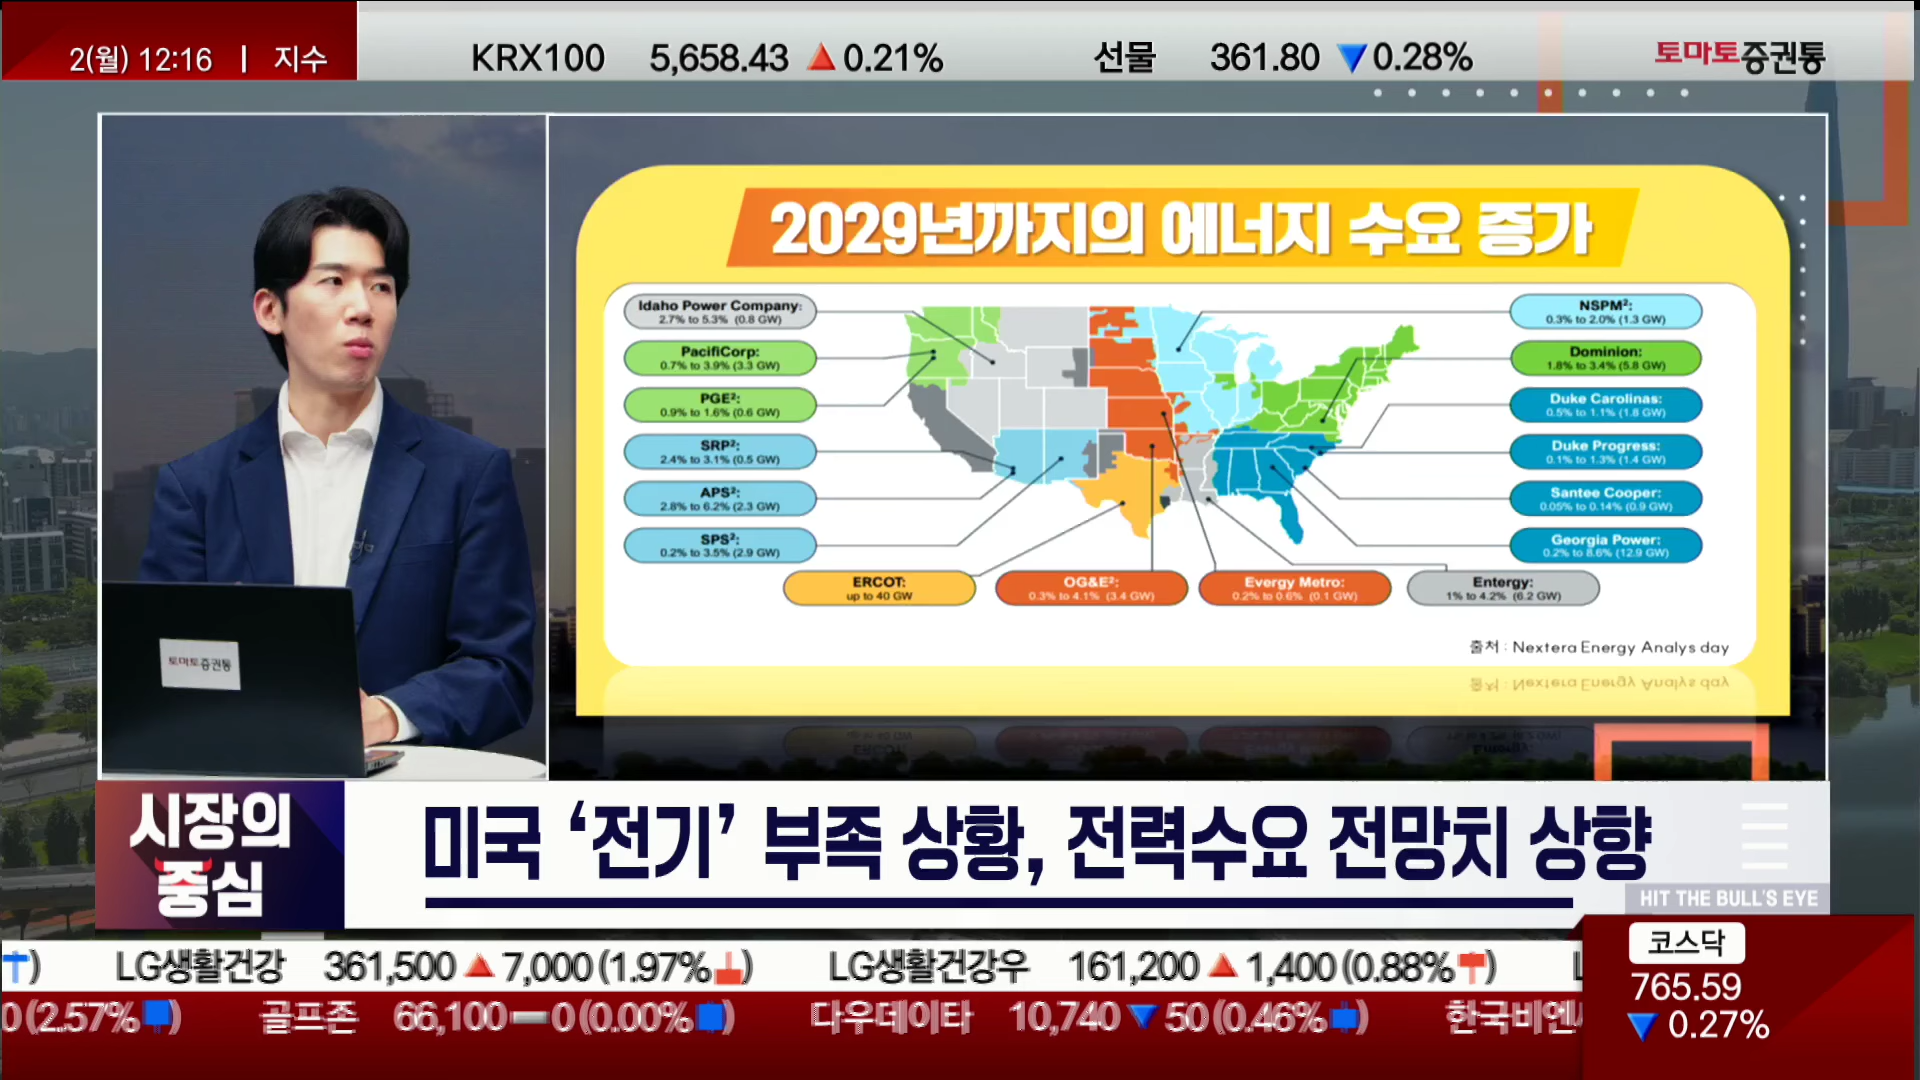 2(월) 12:16 | 지수 KRX100 5,658.43 ▲ 0.21% 선물 361.80 ▼ 0.28% 토마토증권통
2029년까지의 에너지 수요 증가
Idaho Power Company:
2.7% to 5.3% (0.8 GW)
PacifiCorp:
0.7% to 3.9% (3.3 GW)
PGE²:
0.9% to 1.6% (0.6 GW)
SRP²:
2.4% to 3.1% (0.5 GW)
APS²:
2.8% to 6.2% (2.3 GW)
SPS²:
0.2% to 3.5% (2.9 GW)
NSPM²:
0.3% to 2.0% (1.3 GW)
Dominion:
1.8% to 3.4% (5.8 GW)
Duke Carolinas:
0.5% to 1.1% (1.8 GW)
Duke Progress:
0.1% to 1.3% (1.4 GW)
Santee Cooper:
0.05% to 0.14% (0.9 GW)
Georgia Power:
0.2% to 8.6% (12.9 GW)
ERCOT:
up to 40 GW
OG&E²:
0.3% to 4.1% (3.4 GW)
Evergy Metro:
0.2% to 0.6% (0.1 GW)
Entergy:
1% to 4.2% (6.2 GW)
출처 : Nextera Energy Analys day
토마토증권통
시장의
중심
미국 ‘전기’ 부족 상황, 전력수요 전망치 상향
HIT THE BULL'S EYE
LG생활건강 361,500 ▲ 7,000 (1.97%) LG생활건강우 161,200 ▲ 1,400 (0.88%)
0 (2.57%) 골프존 66,100 0 (0.00%) 다우데이타 10,740 ▼ 50 (0.46%) 한국비엔
코스닥
765.59
▼ 0.27%